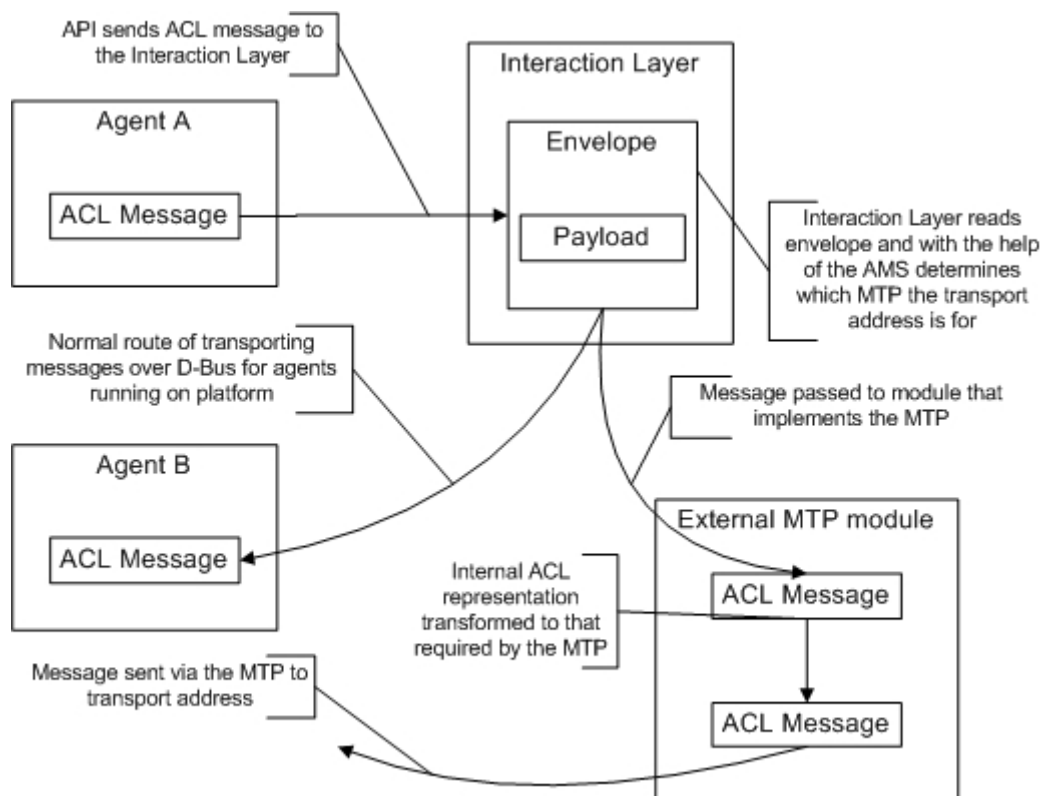 API sends ACL message to
the Interaction Layer
Interaction Layer
Agent A
Envelope
ACL Message
Payload
Interaction Layer reads
envelope and with the help
of the AMS determines
which MTP the transport
address is for
Normal route of transporting
messages over D-Bus for agents
running on platform
Message passed to module that
implements the MTP
Agent B
ACL Message
External MTP module
Internal ACL
representation
transformed to that
required by the MTP
ACL Message
Message sent via the MTP to
transport address
ACL Message